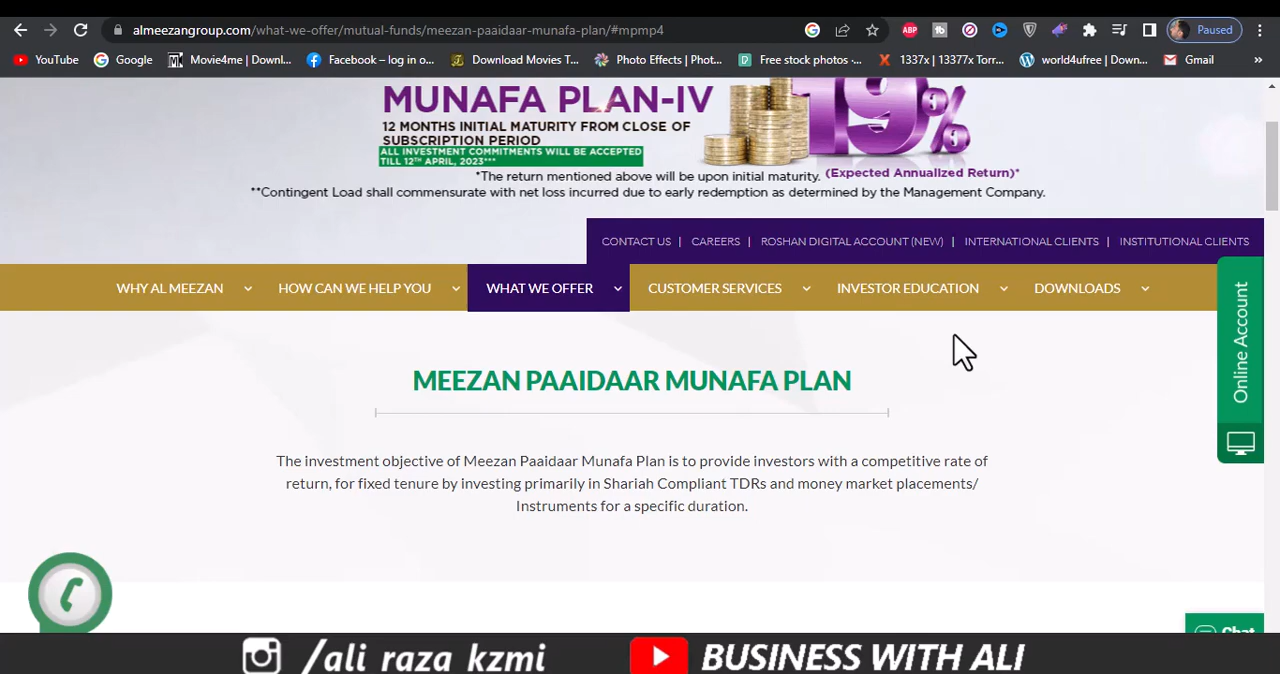 almeezangroup.com/what-we-offer/mutual-funds/meezan-paaidaar-munafa-plan/#mpmp4
ABP
Paused
YouTube
Google
Movie4me | Downl...
Facebook – log in o...
Download Movies T...
Photo Effects | Phot...
Free stock photos -...
1337x | 13377x Torr...
world4ufree | Down...
Gmail
»
MUNAFA PLAN-IV
19%
12 MONTHS INITIAL MATURITY FROM CLOSE OF
SUBSCRIPTION PERIOD
ALL INVESTMENT COMMITMENTS WILL BE ACCEPTED
TILL 12TH APRIL, 2023***
*The return mentioned above will be upon initial maturity. (Expected Annualized Return)*
**Contingent Load shall commensurate with net loss incurred due to early redemption as determined by the Management Company.
CONTACT US | CAREERS | ROSHAN DIGITAL ACCOUNT (NEW) | INTERNATIONAL CLIENTS | INSTITUTIONAL CLIENTS
WHY AL MEEZAN
HOW CAN WE HELP YOU
WHAT WE OFFER
CUSTOMER SERVICES
INVESTOR EDUCATION
DOWNLOADS
Online Account
MEEZAN PAAIDAAR MUNAFA PLAN
The investment objective of Meezan Paaidaar Munafa Plan is to provide investors with a competitive rate of
return, for fixed tenure by investing primarily in Shariah Compliant TDRs and money market placements/
Instruments for a specific duration.
Chat
/ali raza kzmi
BUSINESS WITH ALI